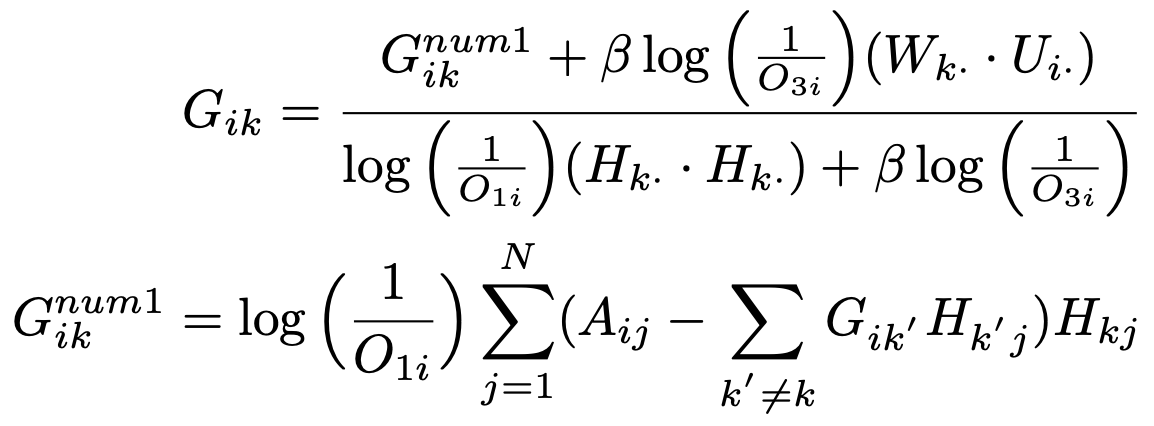 $$G_{ik} = \frac{G_{ik}^{num1} + \beta \log\left(\frac{1}{O_{3i}}\right)(W_{k\cdot} \cdot U_{i\cdot})}{\log\left(\frac{1}{O_{1i}}\right)(H_{k\cdot} \cdot H_{k\cdot}) + \beta \log\left(\frac{1}{O_{3i}}\right)}$$
$$G_{ik}^{num1} = \log\left(\frac{1}{O_{1i}}\right) \sum_{j=1}^{N} (A_{ij} - \sum_{k' \neq k} G_{ik'} H_{k'j}) H_{kj}$$